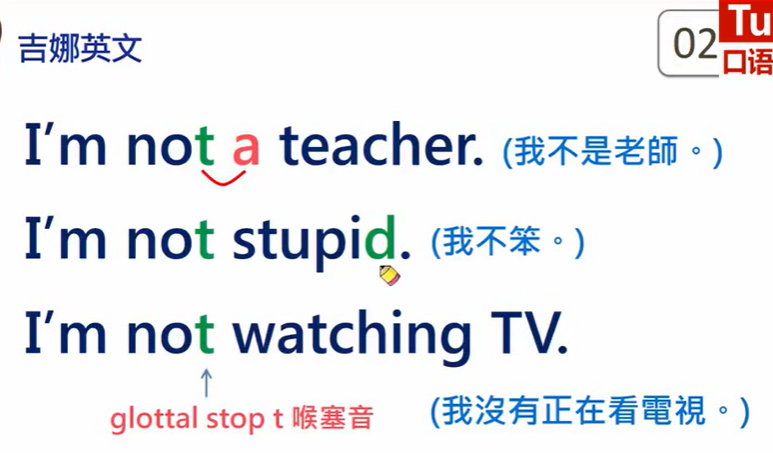 吉娜英文
02
Tu
口语
I'm not a teacher. (我不是老師。)
I'm not stupid. (我不笨。)
I'm not watching TV.
glottal stop t 喉塞音
(我沒有正在看電視。)